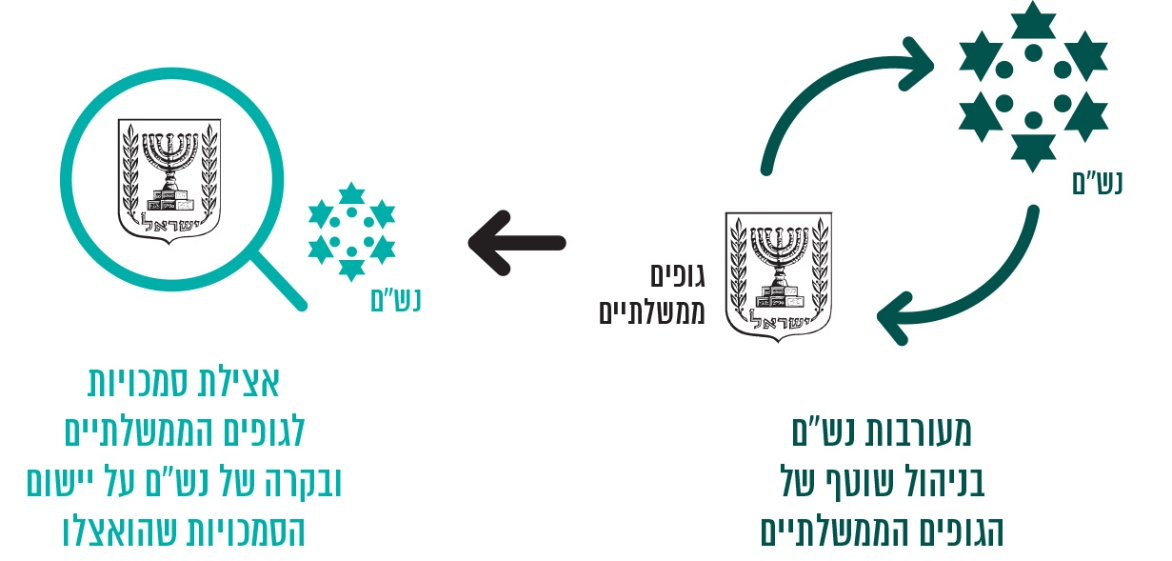 נש"ם
גופים
ממשלתיים
ישראל
מעורבות נש"ם
בניהול שוטף של
הגופים הממשלתיים
ישראל
נש"ם
אצילת סמכויות
לגופים הממשלתיים
ובקרה של נש"ם על יישום
הסמכויות שהואצלו